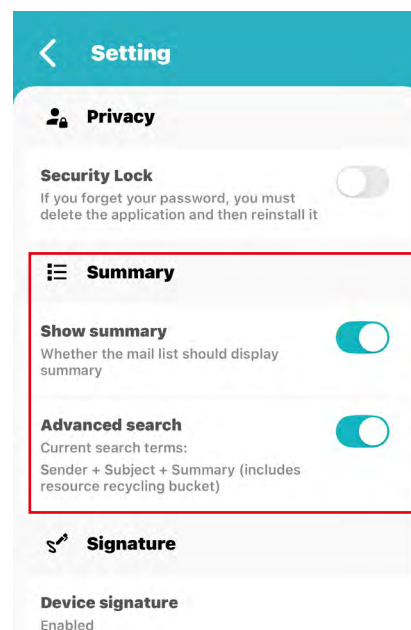 Setting
Privacy
Security Lock
If you forget your password, you must
delete the application and then reinstall it
Summary
Show summary
Whether the mail list should display
summary
Advanced search
Current search terms:
Sender + Subject + Summary (includes
resource recycling bucket)
Signature
Device signature
Enabled